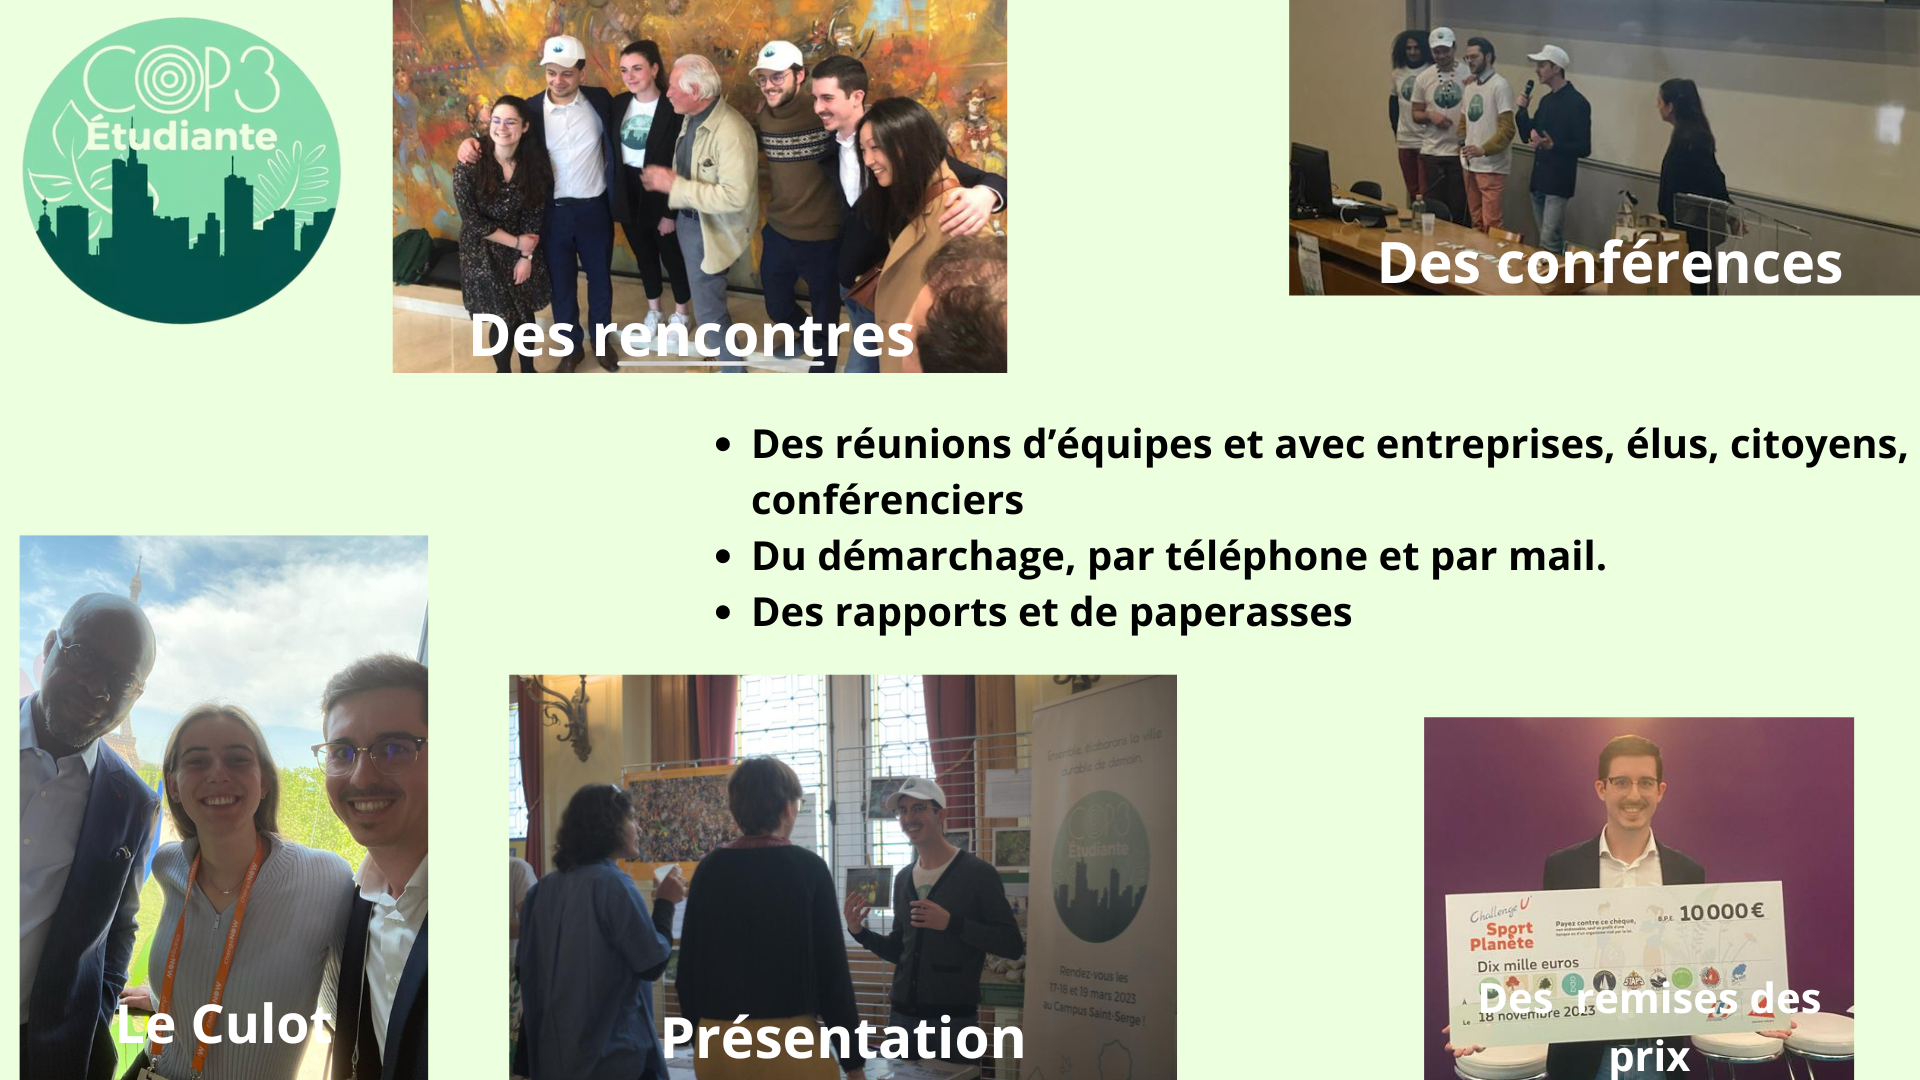 COP3
Étudiante
Des rencontres
Des conférences
• Des réunions d’équipes et avec entreprises, élus, citoyens,
conférenciers
• Du démarchage, par téléphone et par mail.
• Des rapports et de paperasses
Le Culot
Ensemble, élaborons la ville
durable de demain.
COP3
Étudiante
Rendez-vous les
17-18 et 19 mars 2023
au Campus Saint-Serge !
Présentation
Challenge U
Sport
Planète
Payez contre ce chèque,
B.P.E. 10 000 €
Dix mille euros
À
Le 18 novembre 2023
Des remises des
prix